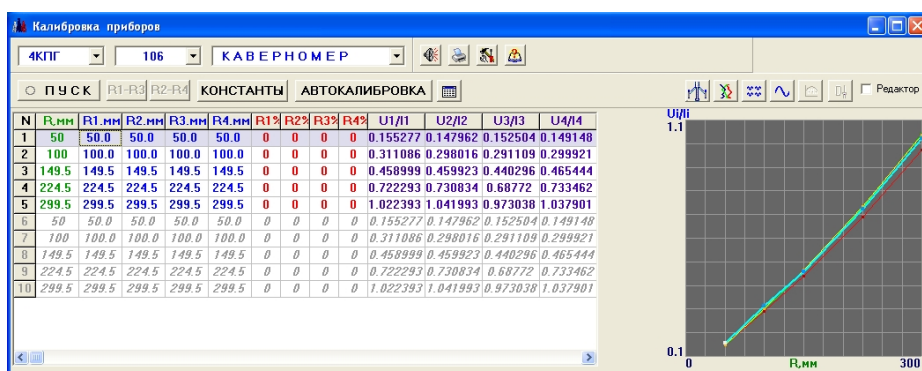 Калибровка приборов
4КПГ 106 КАВЕРНОМЕР
ПУСК R1-R3 R2-R4 КОНСТАНТЫ АВТОКАЛИБРОВКА Редактор
N R,мм R1.мм R2.мм R3.мм R4.мм R1% R2% R3% R4% U1/I1 U2/I2 U3/I3 U4/I4
1 50 50.0 50.0 50.0 50.0 0 0 0 0 0.155277 0.147962 0.152504 0.149148
2 100 100.0 100.0 100.0 100.0 0 0 0 0 0.311086 0.298016 0.291109 0.299921
3 149.5 149.5 149.5 149.5 149.5 0 0 0 0 0.458999 0.459923 0.440296 0.465444
4 224.5 224.5 224.5 224.5 224.5 0 0 0 0 0.722293 0.730834 0.68772 0.733462
5 299.5 299.5 299.5 299.5 299.5 0 0 0 0 1.022393 1.041993 0.973038 1.037901
6 50 50.0 50.0 50.0 50.0 0 0 0 0 0.155277 0.147962 0.152504 0.149148
7 100 100.0 100.0 100.0 100.0 0 0 0 0 0.311086 0.298016 0.291109 0.299921
8 149.5 149.5 149.5 149.5 149.5 0 0 0 0 0.458999 0.459923 0.440296 0.465444
9 224.5 224.5 224.5 224.5 224.5 0 0 0 0 0.722293 0.730834 0.68772 0.733462
10 299.5 299.5 299.5 299.5 299.5 0 0 0 0 1.022393 1.041993 0.973038 1.037901
Ui/Ii
1.1
0.1
0 R,мм 300